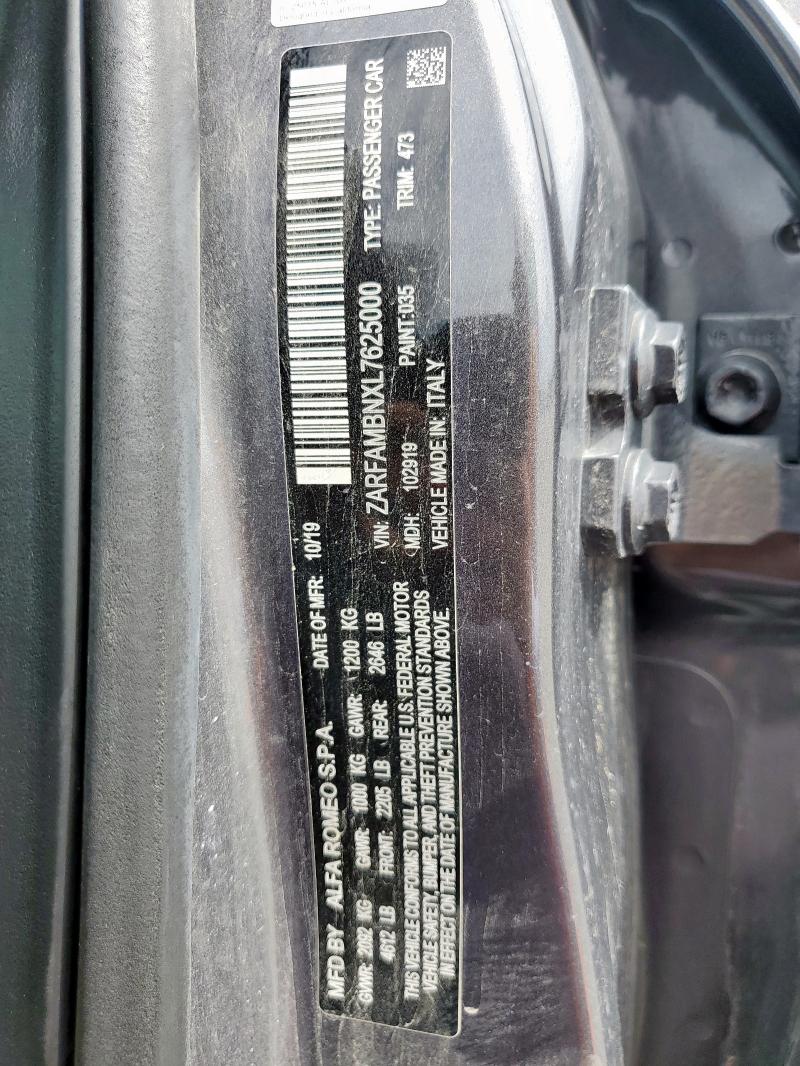 MFD BY ALFA ROMEO S.P.A. DATE OF MFR: 10/19
GVWR: 2092 KG GAWR: 1000 KG GAWR: 1200 KG
4612 LB FRONT: 2205 LB REAR: 2646 LB
THIS VEHICLE CONFORMS TO ALL APPLICABLE U.S. FEDERAL MOTOR
VEHICLE SAFETY, BUMPER, AND THEFT PREVENTION STANDARDS
IN EFFECT ON THE DATE OF MANUFACTURE SHOWN ABOVE.
VIN: ZARFAMBNXL7625000 TYPE: PASSENGER CAR
MDH: 102919 PAINT:035 TRIM: 473
VEHICLE MADE IN: ITALY